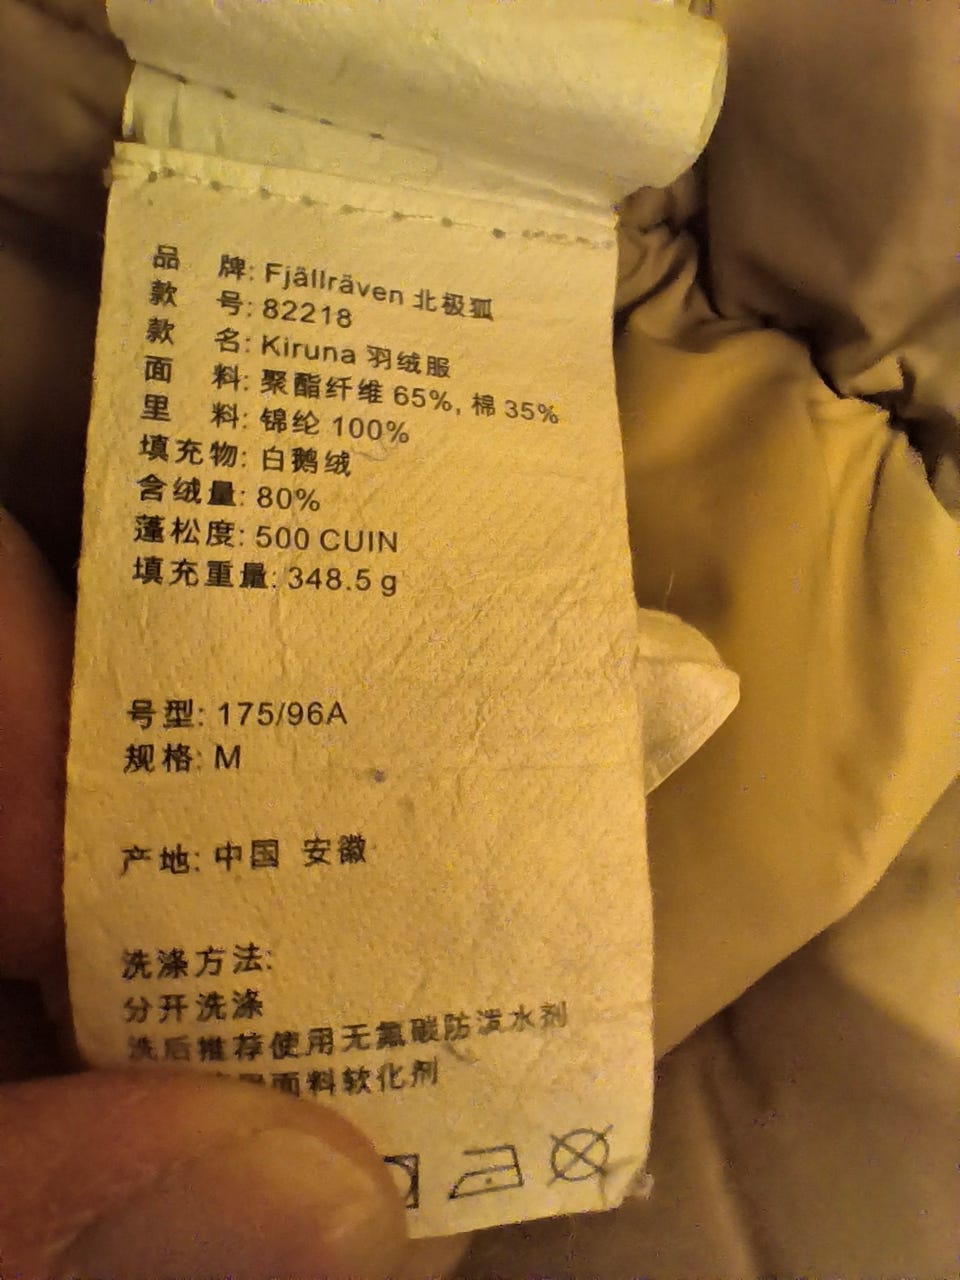 品 牌: Fjällräven 北极狐
款 号: 82218
款 名: Kiruna 羽绒服
面 料: 聚酯纤维 65%, 棉 35%
里 料: 锦纶 100%
填充物: 白鹅绒
含绒量: 80%
蓬松度: 500 CUIN
填充重量: 348.5 g
号型: 175/96A
规格: M
产地: 中国 安徽
洗涤方法:
分开洗涤
洗后推荐使用无氟碳防泼水剂
面料软化剂